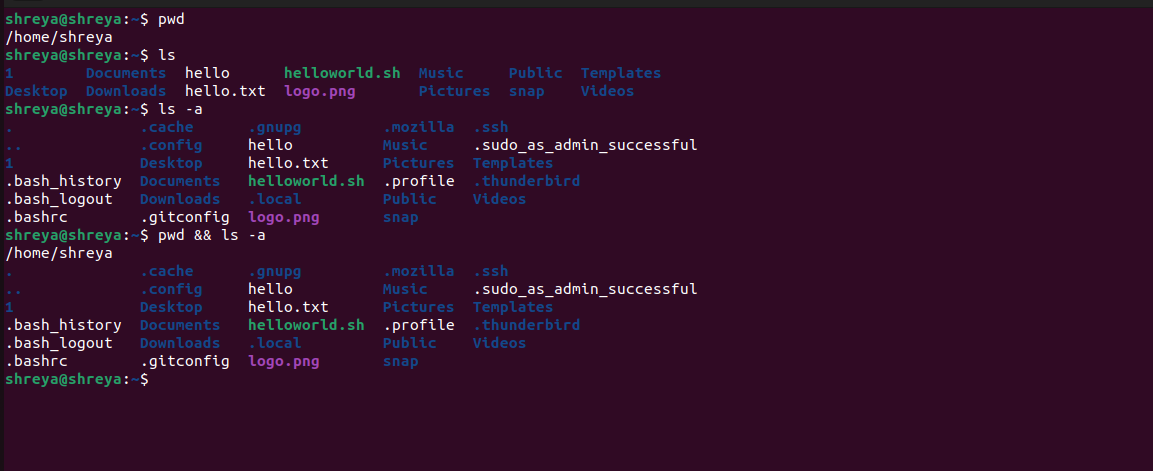 shreya@shreya:~$ pwd
/home/shreya
shreya@shreya:~$ ls
1        Documents  hello      helloworld.sh  Music     Public  Templates
Desktop  Downloads  hello.txt  logo.png       Pictures  snap    Videos
shreya@shreya:~$ ls -a
.              .cache     .gnupg         .mozilla  .ssh
..             .config    hello          Music     .sudo_as_admin_successful
1              Desktop    hello.txt      Pictures  Templates
.bash_history  Documents  helloworld.sh  .profile  .thunderbird
.bash_logout   Downloads  .local         Public    Videos
.bashrc        .gitconfig  logo.png       snap
shreya@shreya:~$ pwd && ls -a
/home/shreya
.              .cache     .gnupg         .mozilla  .ssh
..             .config    hello          Music     .sudo_as_admin_successful
1              Desktop    hello.txt      Pictures  Templates
.bash_history  Documents  helloworld.sh  .profile  .thunderbird
.bash_logout   Downloads  .local         Public    Videos
.bashrc        .gitconfig  logo.png       snap
shreya@shreya:~$